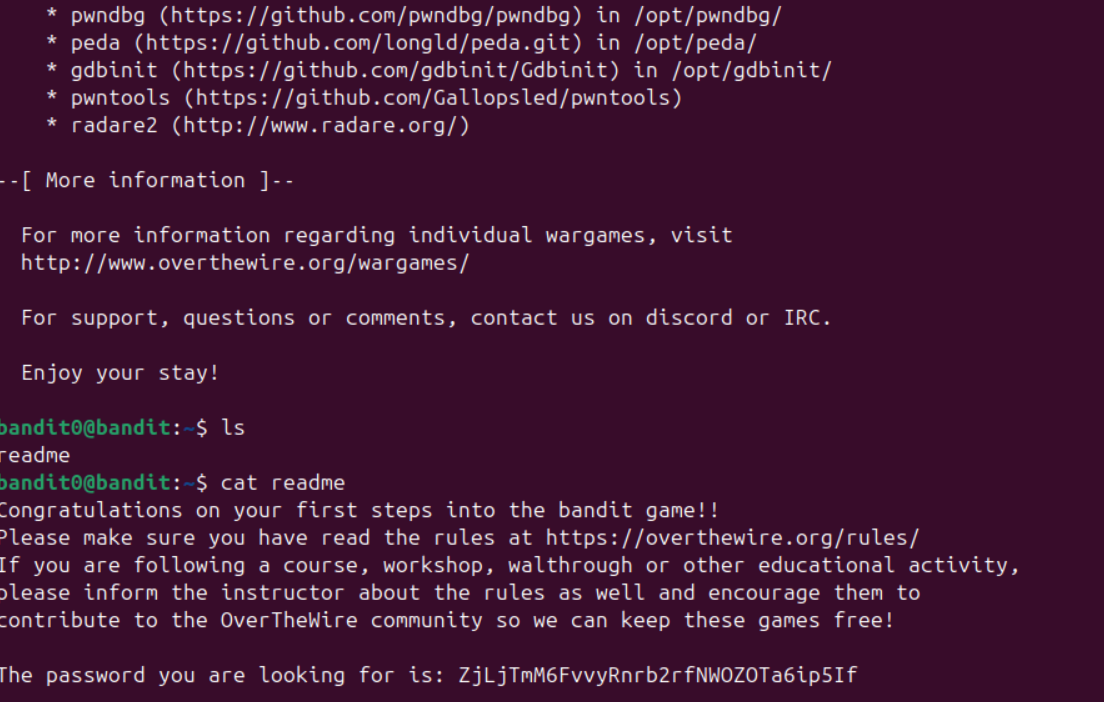 * pwndbg (https://github.com/pwndbg/pwndbg) in /opt/pwndbg/
* peda (https://github.com/longld/peda.git) in /opt/peda/
* gdbinit (https://github.com/gdbinit/Gdbinit) in /opt/gdbinit/
* pwntools (https://github.com/Gallopsled/pwntools)
* radare2 (http://www.radare.org/)
--[ More information ]--
For more information regarding individual wargames, visit
http://www.overthewire.org/wargames/
For support, questions or comments, contact us on discord or IRC.
Enjoy your stay!
bandit0@bandit:~$ ls
readme
bandit0@bandit:~$ cat readme
Congratulations on your first steps into the bandit game!!
Please make sure you have read the rules at https://overthewire.org/rules/
If you are following a course, workshop, walthrough or other educational activity,
please inform the instructor about the rules as well and encourage them to
contribute to the OverTheWire community so we can keep these games free!
The password you are looking for is: ZjLjTmM6FvvyRnrb2rfNWOZOTa6ip5If